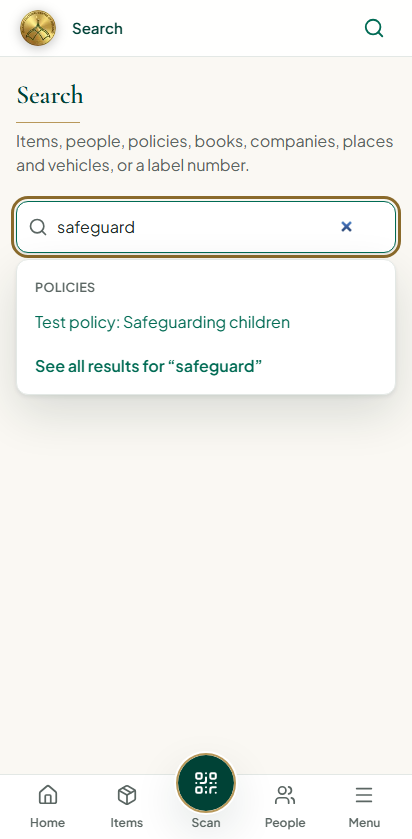 Search
Search
Items, people, policies, books, companies, places
and vehicles, or a label number.
safeguard
POLICIES
Test policy: Safeguarding children
See all results for “safeguard”
Home
Items
Scan
People
Menu